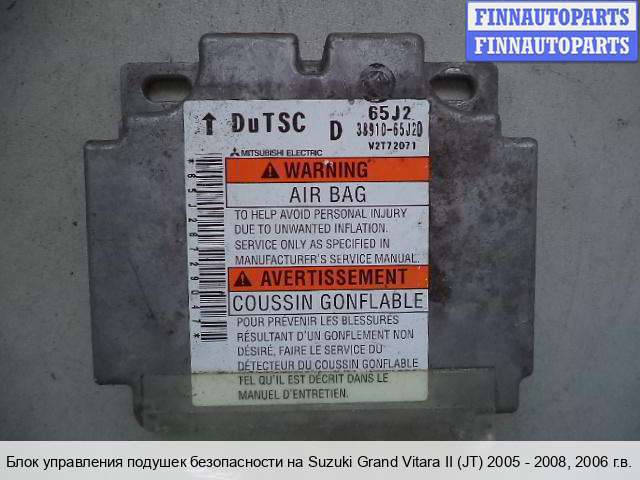 FINNAUTOPARTS
FINNAUTOPARTS
↑ DuTSC D 65J2
38910-65J20
W2T72071
MITSUBISHI ELECTRIC
WARNING
AIR BAG
TO HELP AVOID PERSONAL INJURY
DUE TO UNWANTED INFLATION.
SERVICE ONLY AS SPECIFIED IN
MANUFACTURER'S SERVICE MANUAL.
AVERTISSEMENT
COUSSIN GONFLABLE
POUR PRÉVENIR LES BLESSURES
RÉSULTANT D'UN GONFLEMENT NON
DÉSIRÉ, FAIRE LE SERVICE DU
DÉTECTEUR DU COUSSIN GONFLABLE
TEL QU'IL EST DÉCRIT DANS LE
MANUEL D'ENTRETIEN.
Блок управления подушек безопасности на Suzuki Grand Vitara II (JT) 2005 - 2008, 2006 г.в.